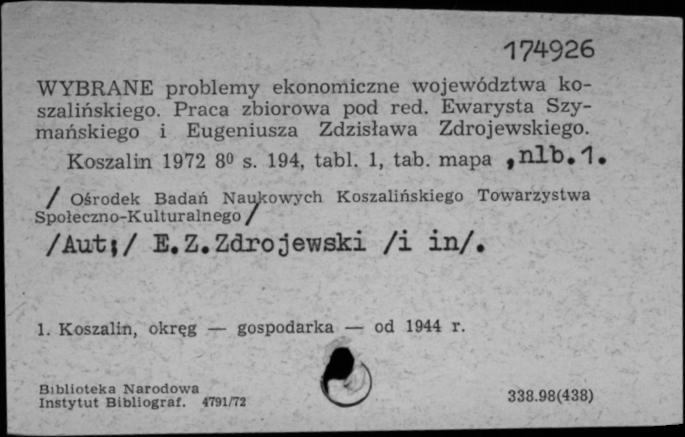 174926
WYBRANE problemy ekonomiczne województwa ko-
szalińskiego. Praca zbiorowa pod red. Ewarysta Szy-
mańskiego i Eugeniusza Zdzisława Zdrojewskiego.
Koszalin 1972 8⁰ s. 194, tabl. 1, tab. mapa ,nlb.1.
/ Ośrodek Badań Naukowych Koszalińskiego Towarzystwa
Społeczno-Kulturalnego /
/Aut:/ E.Z.Zdrojewski /i in/.
1. Koszalin, okręg — gospodarka — od 1944 r.
Biblioteka Narodowa
Instytut Bibliograf. 4791/72
338.98(438)